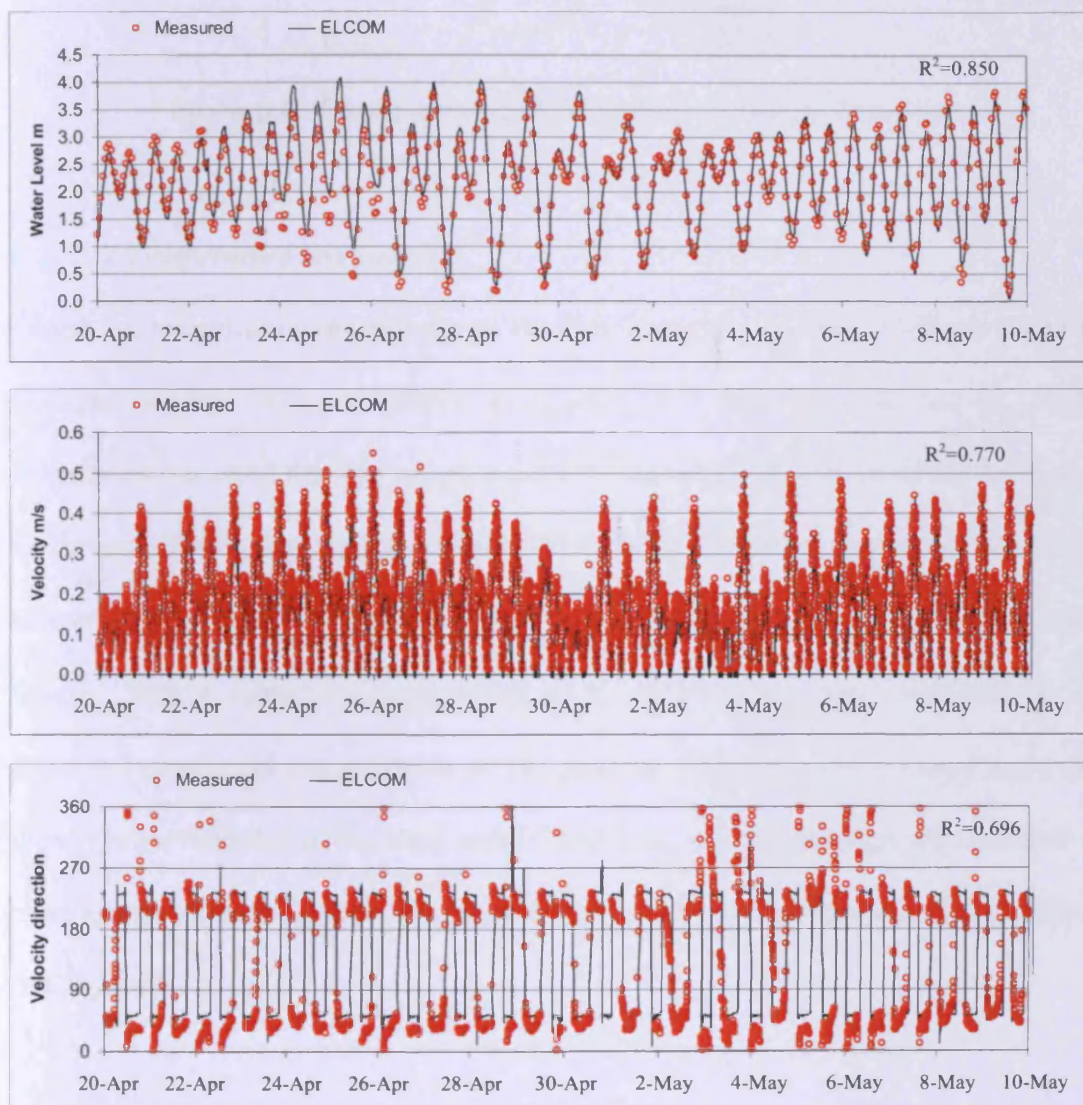 Measured ELCOM
R²=0.850
Water Level m
4.5
4.0
3.5
3.0
2.5
2.0
1.5
1.0
0.5
0.0
20-Apr 22-Apr 24-Apr 26-Apr 28-Apr 30-Apr 2-May 4-May 6-May 8-May 10-May
Measured ELCOM
R²=0.770
Velocity m/s
0.6
0.5
0.4
0.3
0.2
0.1
0.0
20-Apr 22-Apr 24-Apr 26-Apr 28-Apr 30-Apr 2-May 4-May 6-May 8-May 10-May
Measured ELCOM
R²=0.696
Velocity direction
360
270
180
90
0
20-Apr 22-Apr 24-Apr 26-Apr 28-Apr 30-Apr 2-May 4-May 6-May 8-May 10-May